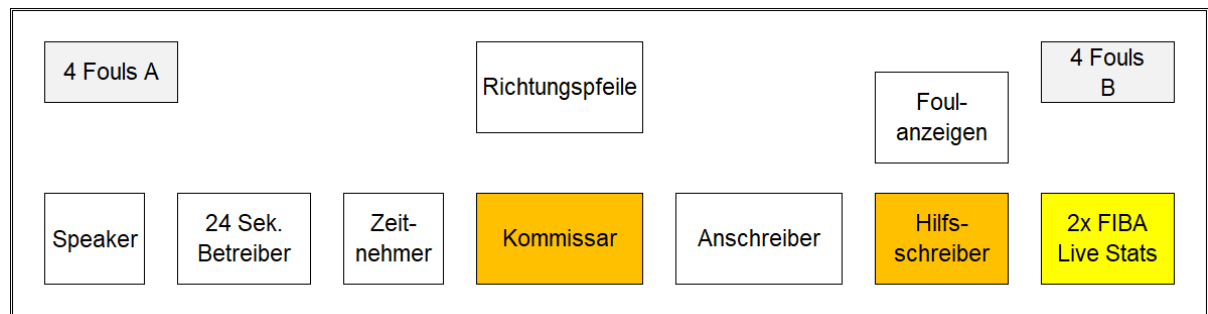 4 Fouls A
Richtungspfeile
4 Fouls
B
Foul-
anzeigen
Speaker
24 Sek.
Betreiber
Zeit-
nehmer
Kommissar
Anschreiber
Hilfs-
schreiber
2x FIBA
Live Stats